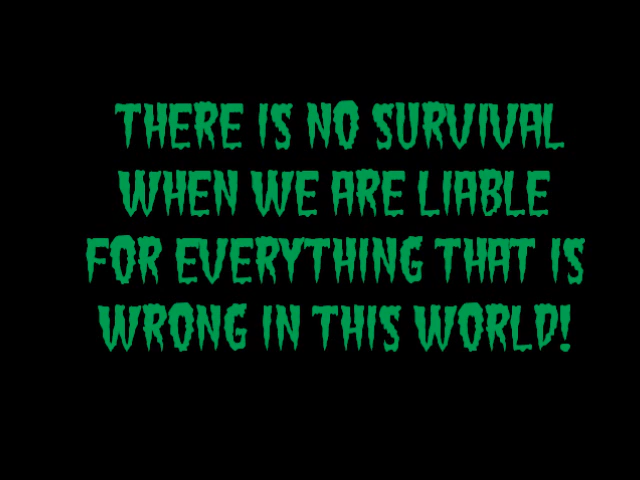 THERE IS NO SURVIVAL
WHEN WE ARE LIABLE
FOR EVERYTHING THAT IS
WRONG IN THIS WORLD!